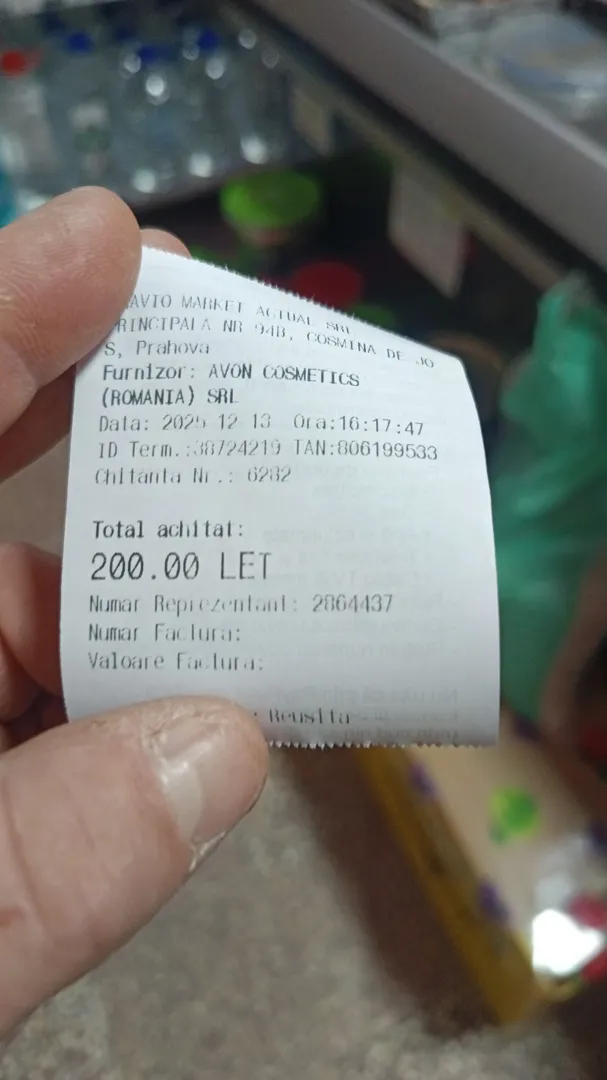 AVIO MARKET ACTUAL SRL
RINCIPALA NR 94B, COSMINA DE JO
S, Prahova
Furnizor: AVON COSMETICS
(ROMANIA) SRL
Data: 2025-12-13 Ora:16:17:47
ID Term.:38724219 TAN:806199533
Chitanta Nr.: 6282
Total achitat:
200.00 LEI
Numar Reprezentant: 2864437
Numar Factura:
Valoare Factura:
: Reusita